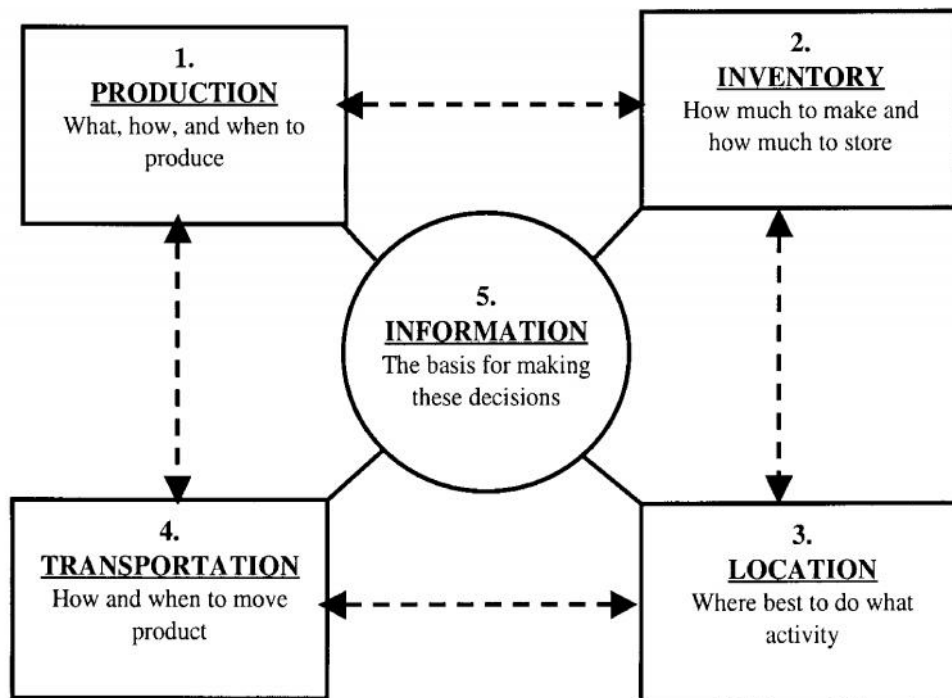 1.
PRODUCTION
What, how, and when to
produce
2.
INVENTORY
How much to make and
how much to store
5.
INFORMATION
The basis for making
these decisions
4.
TRANSPORTATION
How and when to move
product
3.
LOCATION
Where best to do what
activity